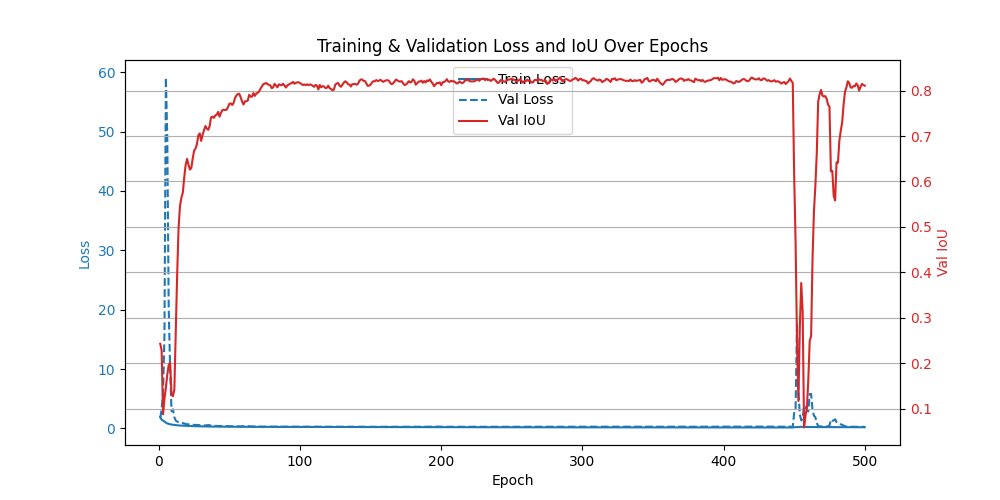 Training & Validation Loss and IoU Over Epochs
Train Loss
Val Loss
Val IoU
60
50
40
30
20
10
0
Loss
0.8
0.7
0.6
0.5
0.4
0.3
0.2
0.1
Val IoU
0 100 200 300 400 500
Epoch